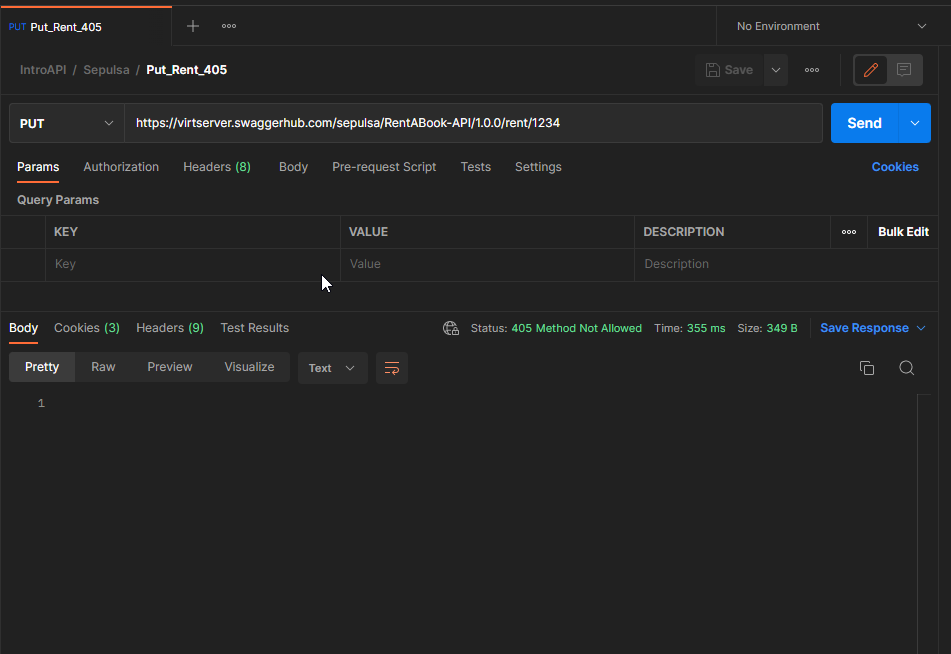 PUT Put_Rent_405
No Environment
IntroAPI / Sepulsa / Put_Rent_405
Save
PUT
https://virtserver.swaggerhub.com/sepulsa/RentABook-API/1.0.0/rent/1234
Send
Params Authorization Headers (8) Body Pre-request Script Tests Settings Cookies
Query Params
KEY VALUE DESCRIPTION Bulk Edit
Key Value Description
Body Cookies (3) Headers (9) Test Results Status: 405 Method Not Allowed Time: 355 ms Size: 349 B Save Response
Pretty Raw Preview Visualize Text
1